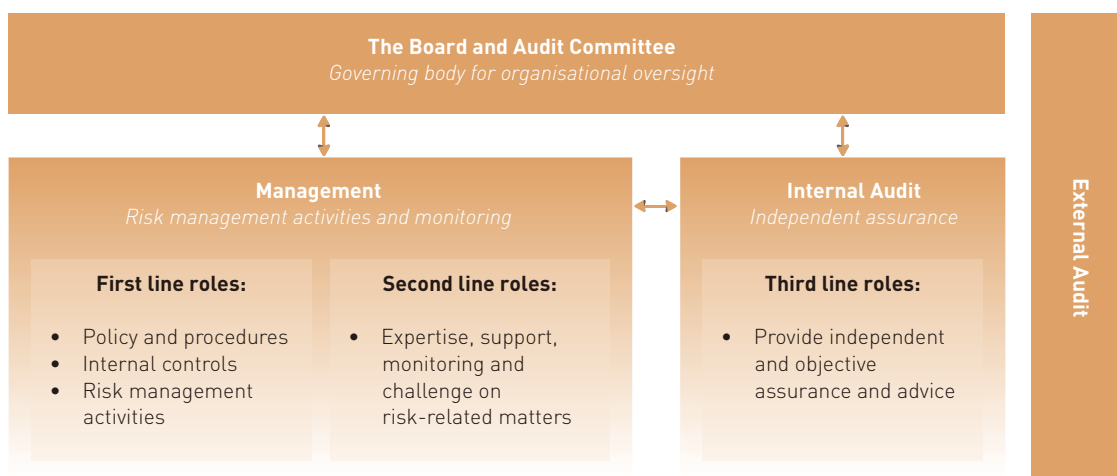 The Board and Audit Committee
Governing body for organisational oversight
Management
Risk management activities and monitoring
First line roles:
• Policy and procedures
• Internal controls
• Risk management
activities
Second line roles:
• Expertise, support,
monitoring and
challenge on
risk-related matters
Internal Audit
Independent assurance
Third line roles:
• Provide independent
and objective
assurance and advice
External Audit